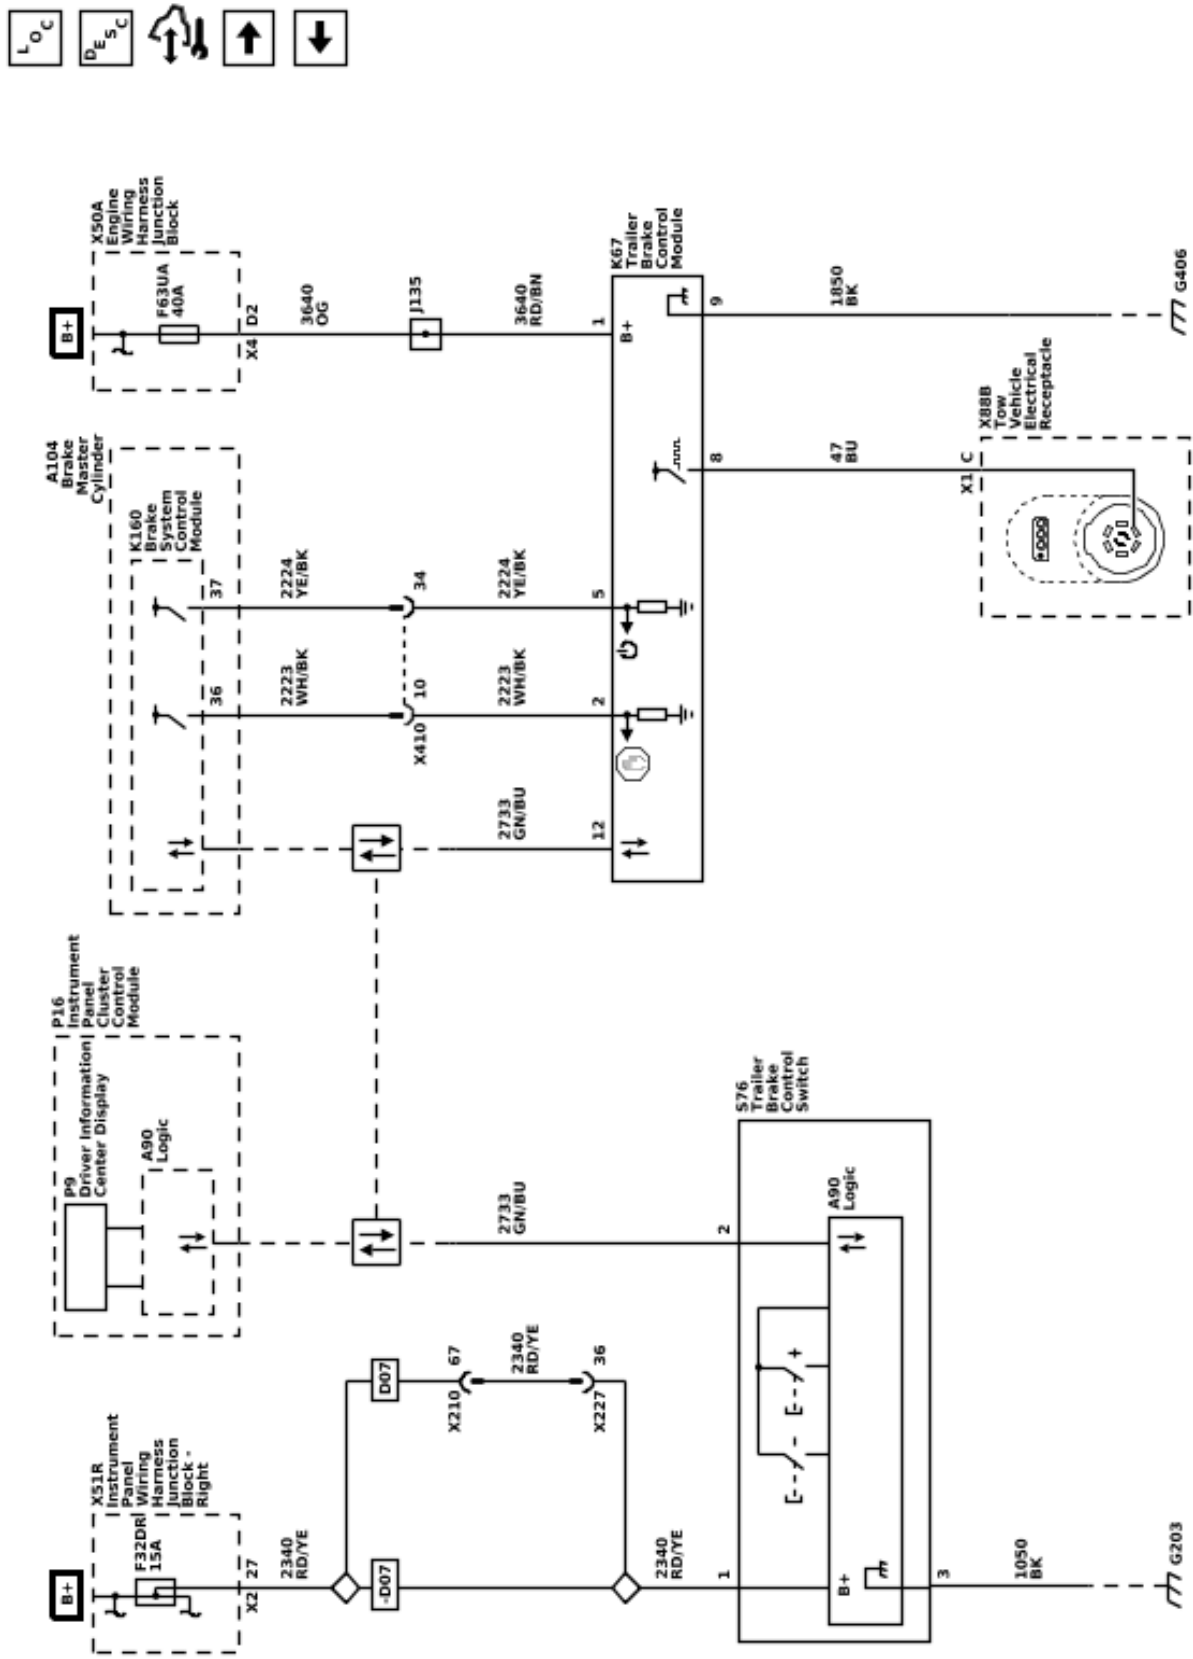 LOC
DESC
B+
X51R
Instrument
Panel
Wiring
Harness
Junction
Block -
Right
F32DR
15A
X2 27
2340
RD/YE
-D07
D07
X210 67
2340
RD/YE
X227 36
2340
RD/YE
1
S76
Trailer
Brake
Control
Switch
A90
Logic
B+
-
+
3
1050
BK
G203
P16
Instrument
Panel
Cluster
Control
Module
P9
Driver Information
Center Display
A90
Logic
2733
GN/BU
2
A104
Brake
Master
Cylinder
K160
Brake
System
Control
Module
36
37
2223
WH/BK
2224
YE/BK
X410 10
34
2733
GN/BU
2223
WH/BK
2224
YE/BK
12
2
5
B+
X50A
Engine
Wiring
Harness
Junction
Block
F63UA
40A
X4 D2
3640
OG
J135
3640
RD/BN
1
B+
K67
Trailer
Brake
Control
Module
8
9
47
BU
1850
BK
X1 C
X88B
Tow
Vehicle
Electrical
Receptacle
G406